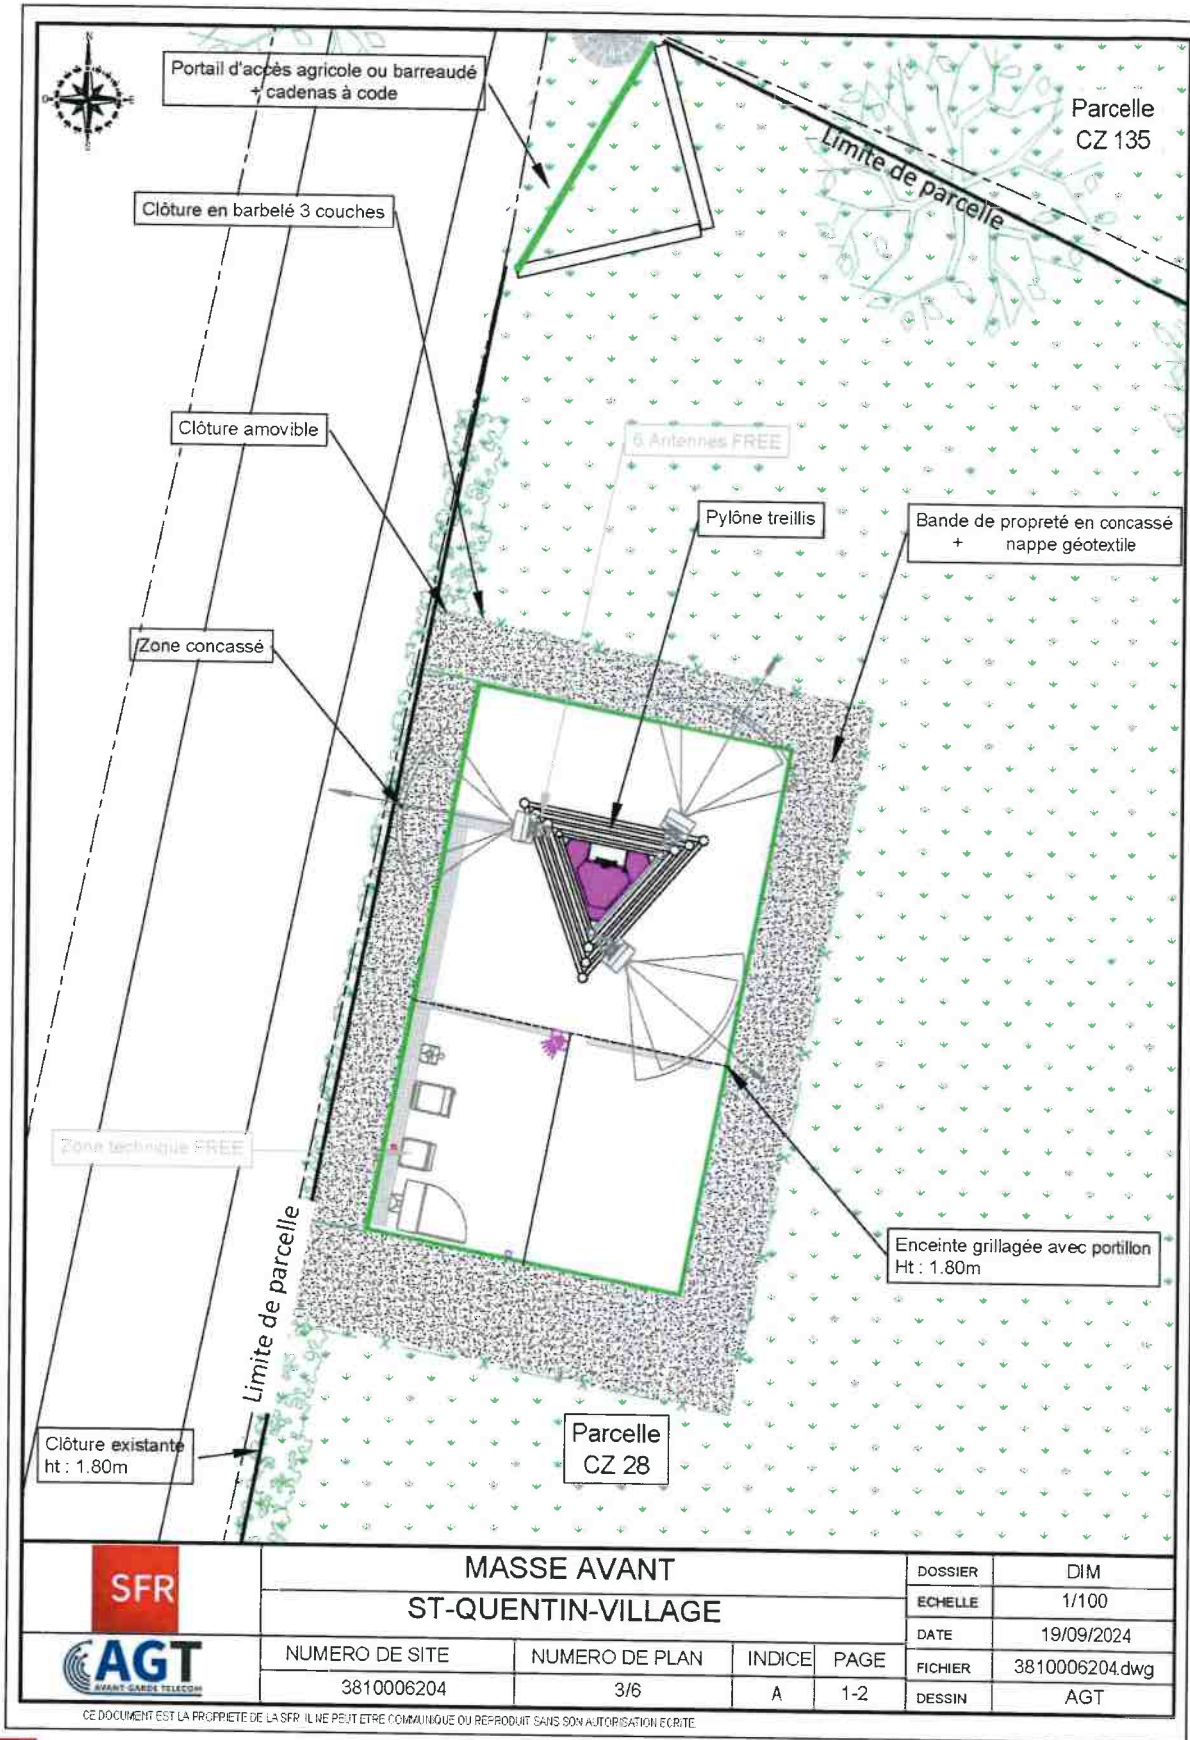 N
Portail d'accès agricole ou barreaudé
+ cadenas à code
Parcelle
CZ 135
Limite de parcelle
Clôture en barbelé 3 couches
Clôture amovible
6 Antennes FREE
Pylône treillis
Bande de propreté en concassé
+ nappe géotextile
Zone concassé
Zone technique FREE
Enceinte grillagée avec portillon
Ht : 1.80m
Limite de parcelle
Clôture existante
ht : 1.80m
Parcelle
CZ 28
SFR
AGT
AVANT GARDE TELECOM
MASSE AVANT
ST-QUENTIN-VILLAGE
NUMERO DE SITE
NUMERO DE PLAN
INDICE
PAGE
3810006204
3/6
A
1-2
DOSSIER
DIM
ECHELLE
1/100
DATE
19/09/2024
FICHIER
3810006204.dwg
DESSIN
AGT
CE DOCUMENT EST LA PROPRIETE DE LA SFR IL NE PEUT ETRE COMMUNIQUE OU REPRODUIT SANS SON AUTORISATION ECRITE